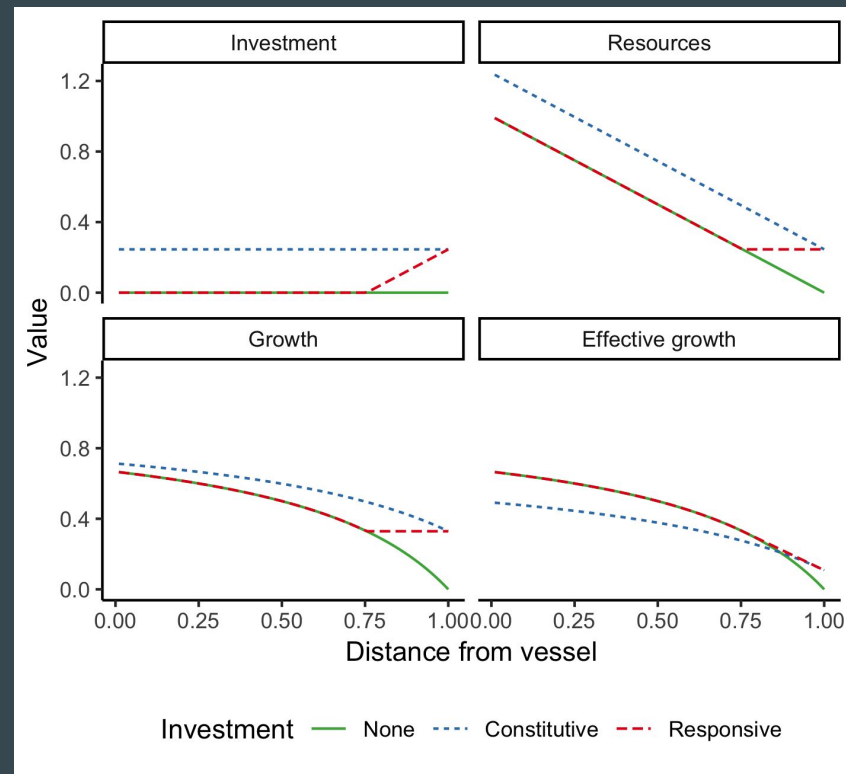 Investment
Resources
1.2
0.8
0.4
0.0
Growth
Effective growth
1.2
0.8
0.4
0.0
Value
0.00 0.25 0.50 0.75 1.00 0.00 0.25 0.50 0.75 1.00
Distance from vessel
Investment None Constitutive Responsive